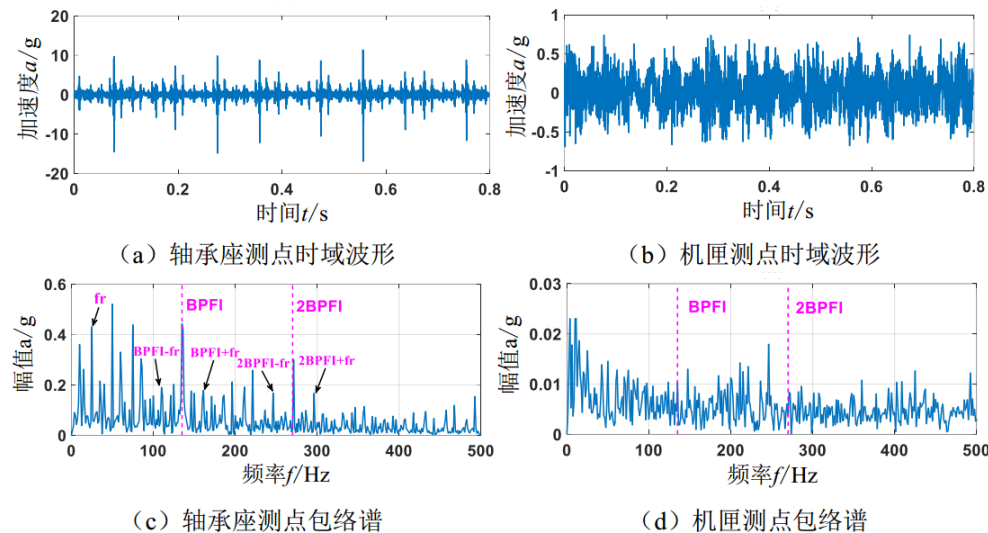 加速度a/g
20
10
0
-10
-20
0
0.2
0.4
0.6
0.8
时间t/s
（a）轴承座测点时域波形
加速度a/g
1
0.5
0
-0.5
-1
0
0.2
0.4
0.6
0.8
时间t/s
（b）机匣测点时域波形
幅值a/g
0.6
0.4
0.2
0
fr
BPFI
2BPFI
BPFI-fr
BPFI+fr
2BPFI-fr
2BPFI+fr
0
100
200
300
400
500
频率f/Hz
（c）轴承座测点包络谱
幅值a/g
0.03
0.02
0.01
0
BPFI
2BPFI
0
100
200
300
400
500
频率f/Hz
（d）机匣测点包络谱